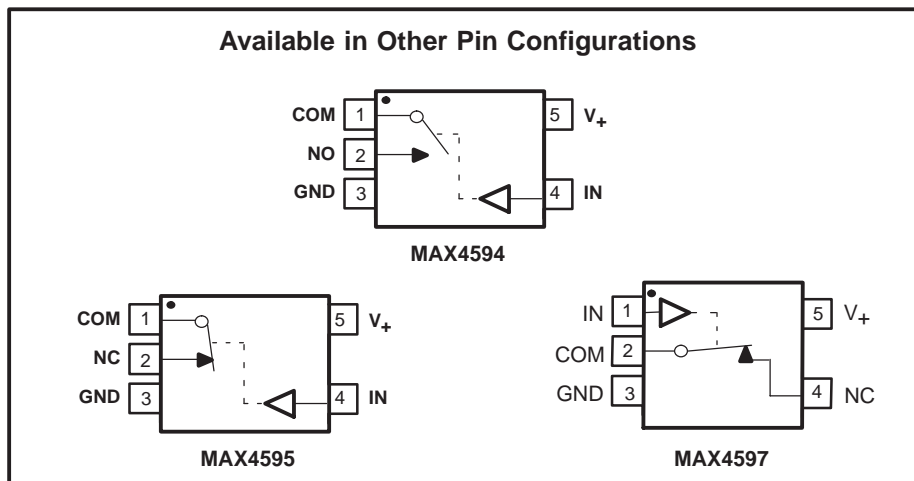 Available in Other Pin Configurations
COM 1 5 V+
NO 2
GND 3 4 IN
MAX4594
COM 1 5 V+
NC 2
GND 3 4 IN
MAX4595
IN 1 5 V+
COM 2
GND 3 4 NC
MAX4597